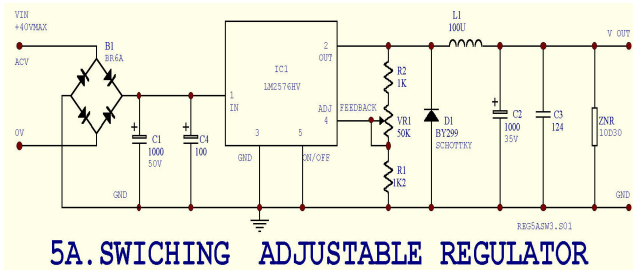 VIN
+40VMAX
ACV
0V
B1
BR6A
C1
1000
50V
C4
100
GND
1
IN
IC1
LM2576HV
2
OUT
ADJ
4
FEEDBACK
3
5
GND
ON/OFF
R2
1K
VR1
50K
R1
1K2
D1
BY299
SCHOTTKY
L1
100U
C2
1000
35V
C3
124
ZNR
10D30
V OUT
GND
REG5ASW3.S01
5A.SWICHING ADJUSTABLE REGULATOR